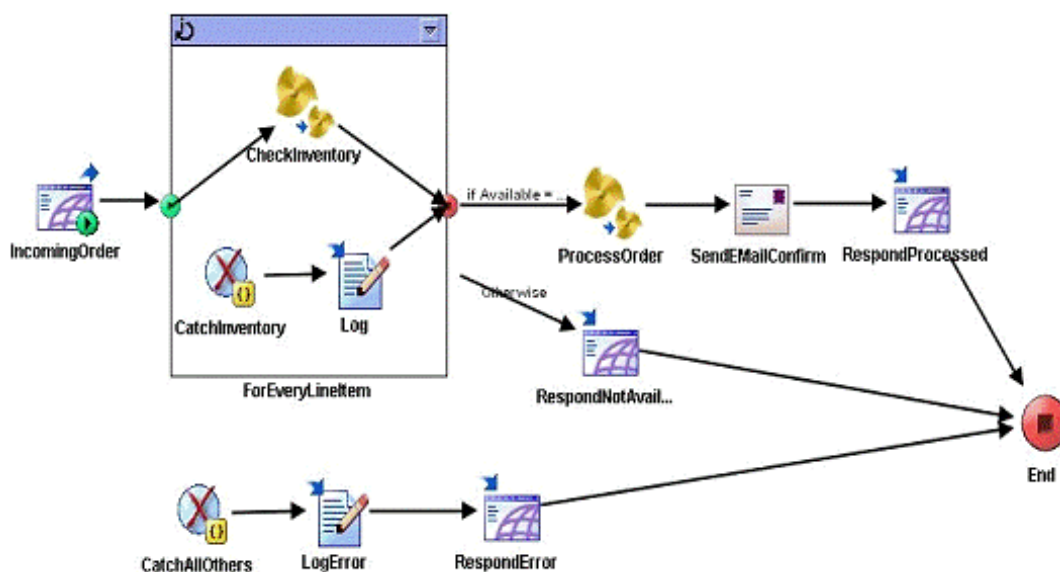 CheckInventory
if Available = ...
IncomingOrder
ProcessOrder
SendEMailConfirm
RespondProcessed
CatchInventory
Log
Otherwise
ForEveryLineItem
RespondNotAvail...
End
CatchAllOthers
LogError
RespondError